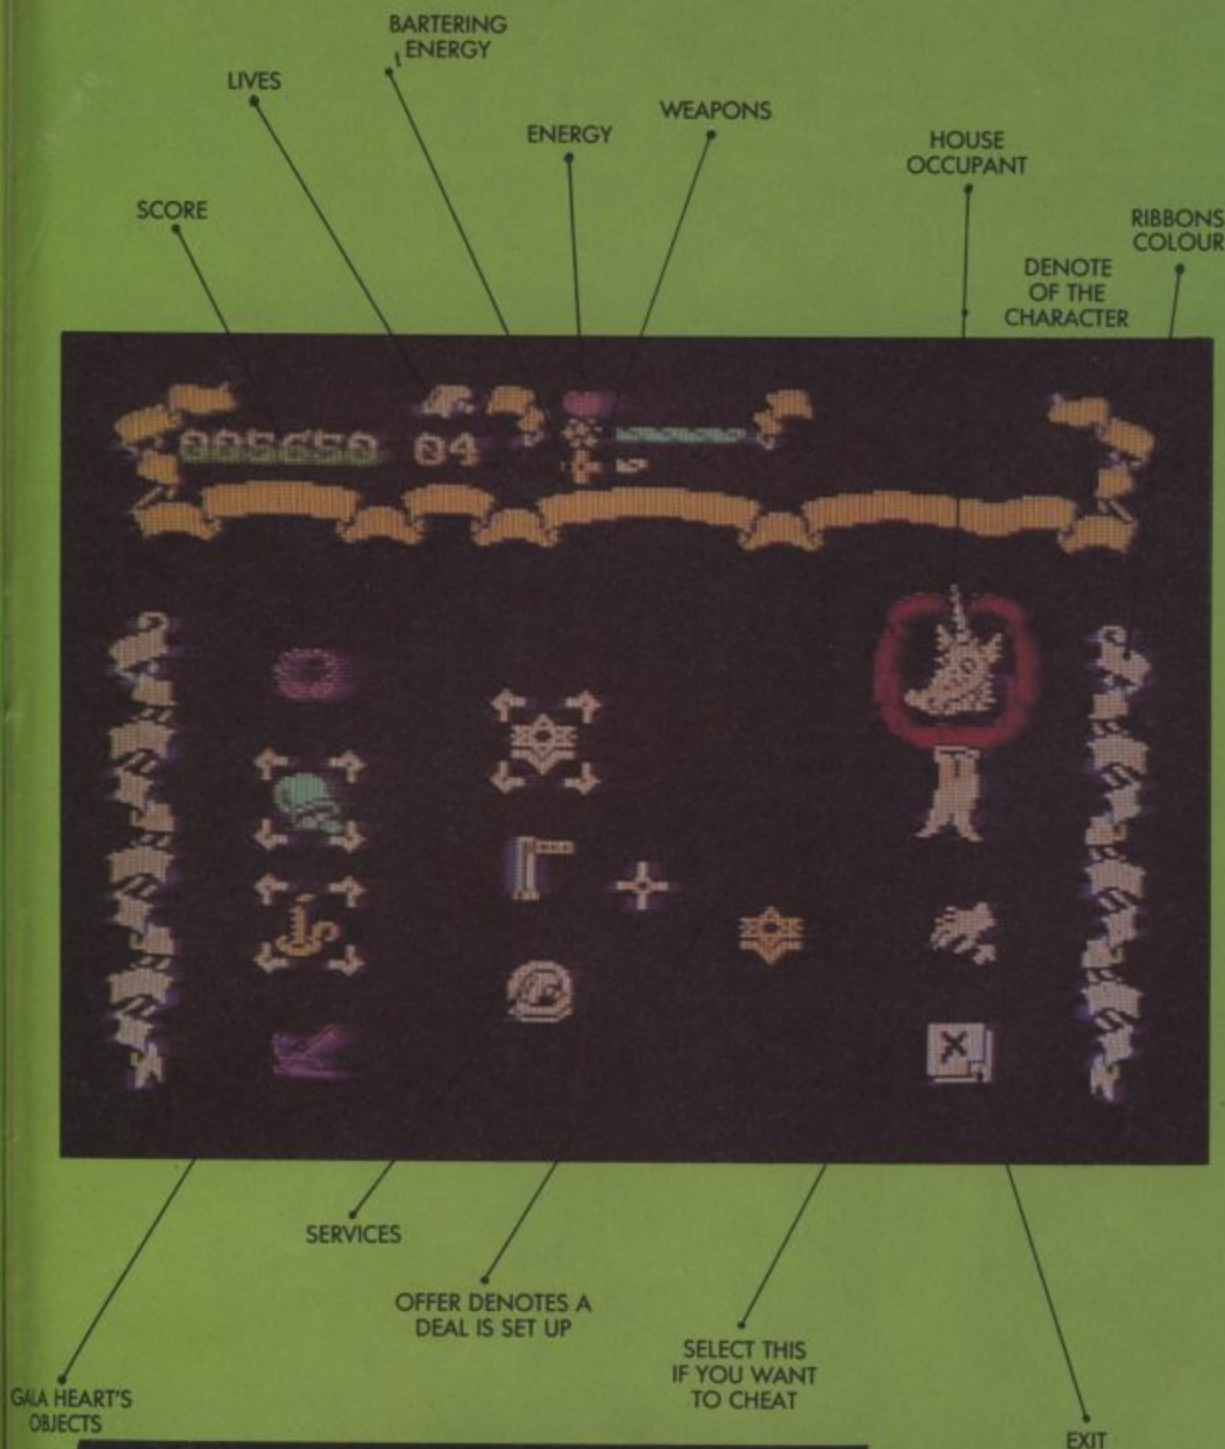 BARTERING
ENERGY
LIVES
WEAPONS
ENERGY
HOUSE
OCCUPANT
SCORE
RIBBONS
COLOUR
DENOTE
OF THE
CHARACTER
005650 04
SERVICES
OFFER DENOTES A
DEAL IS SET UP
SELECT THIS
IF YOU WANT
TO CHEAT
GALA HEART'S
OBJECTS
EXIT